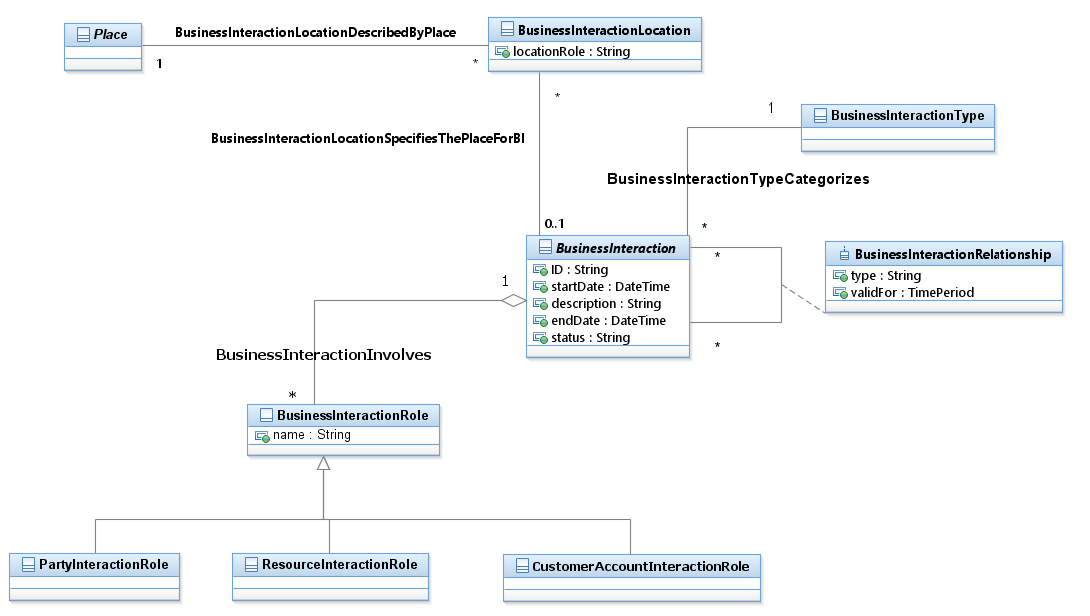 Place
BusinessInteractionLocationDescribedByPlace
1
*
BusinessInteractionLocation
locationRole : String
*
BusinessInteractionLocationSpecifiesThePlaceForBI
0..1
1
BusinessInteractionType
BusinessInteractionTypeCategorizes
*
BusinessInteraction
ID : String
startDate : DateTime
description : String
endDate : DateTime
status : String
*
*
BusinessInteractionRelationship
type : String
validFor : TimePeriod
1
BusinessInteractionInvolves
*
BusinessInteractionRole
name : String
PartyInteractionRole
ResourceInteractionRole
CustomerAccountInteractionRole